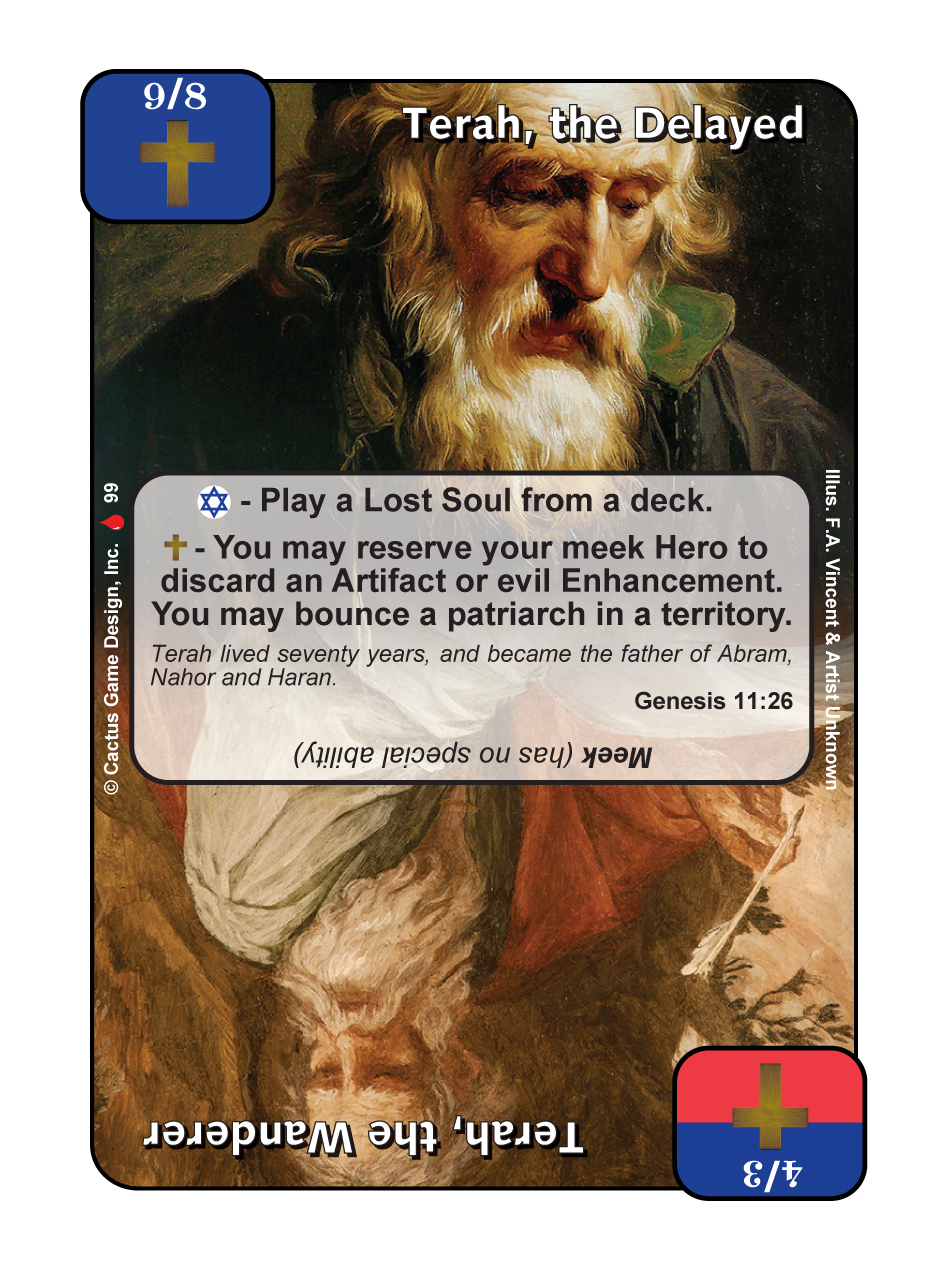 9/8
Terah, the Delayed
- Play a Lost Soul from a deck.
- You may reserve your meek Hero to
discard an Artifact or evil Enhancement.
You may bounce a patriarch in a territory.
Terah lived seventy years, and became the father of Abram,
Nahor and Haran.
Genesis 11:26
Meek (has no special ability)
© Cactus Game Design, Inc. 99
Illus. F.A. Vincent & Artist Unknown
Terah, the Wanderer
4/3